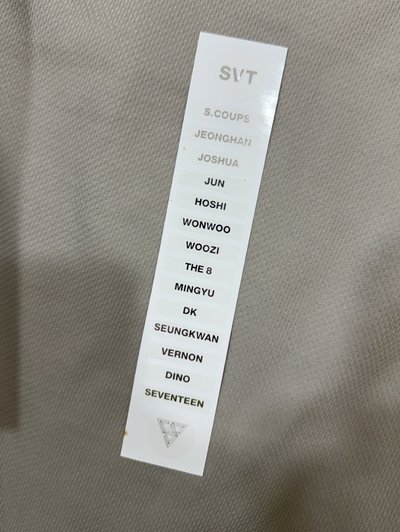 SVT
S.COUPS
JEONGHAN
JOSHUA
JUN
HOSHI
WONWOO
WOOZI
THE 8
MINGYU
DK
SEUNGKWAN
VERNON
DINO
SEVENTEEN